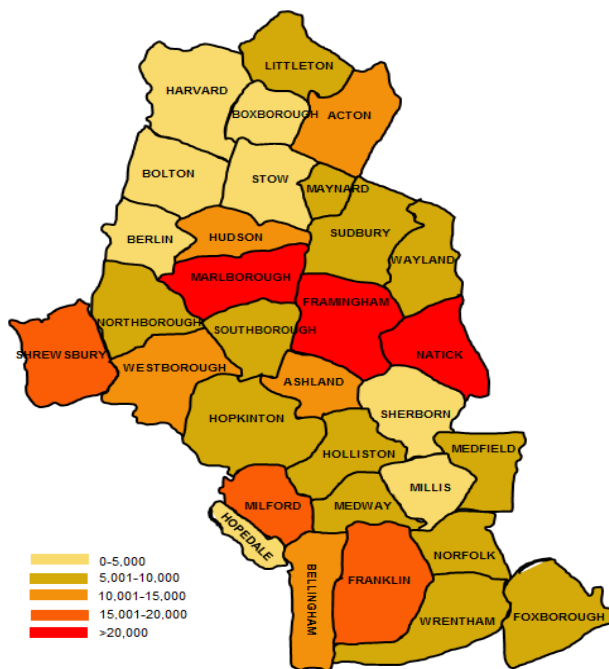 LITTLETON
HARVARD
BOXBOROUGH
ACTON
BOLTON
STOW
MAYNARD
SUDBURY
BERLIN
HUDSON
WAYLAND
MARLBOROUGH
FRAMINGHAM
NORTHBOROUGH
SOUTHBOROUGH
SHREWSBURY
NATICK
WESTBOROUGH
ASHLAND
SHERBORN
HOPKINTON
HOLLISTON
MEDFIELD
MILLIS
MILFORD
MEDWAY
HOPEDALE
NORFOLK
BELLINGHAM
FRANKLIN
WRENTHAM
FOXBOROUGH
0-5,000
5,001-10,000
10,001-15,000
15,001-20,000
>20,000